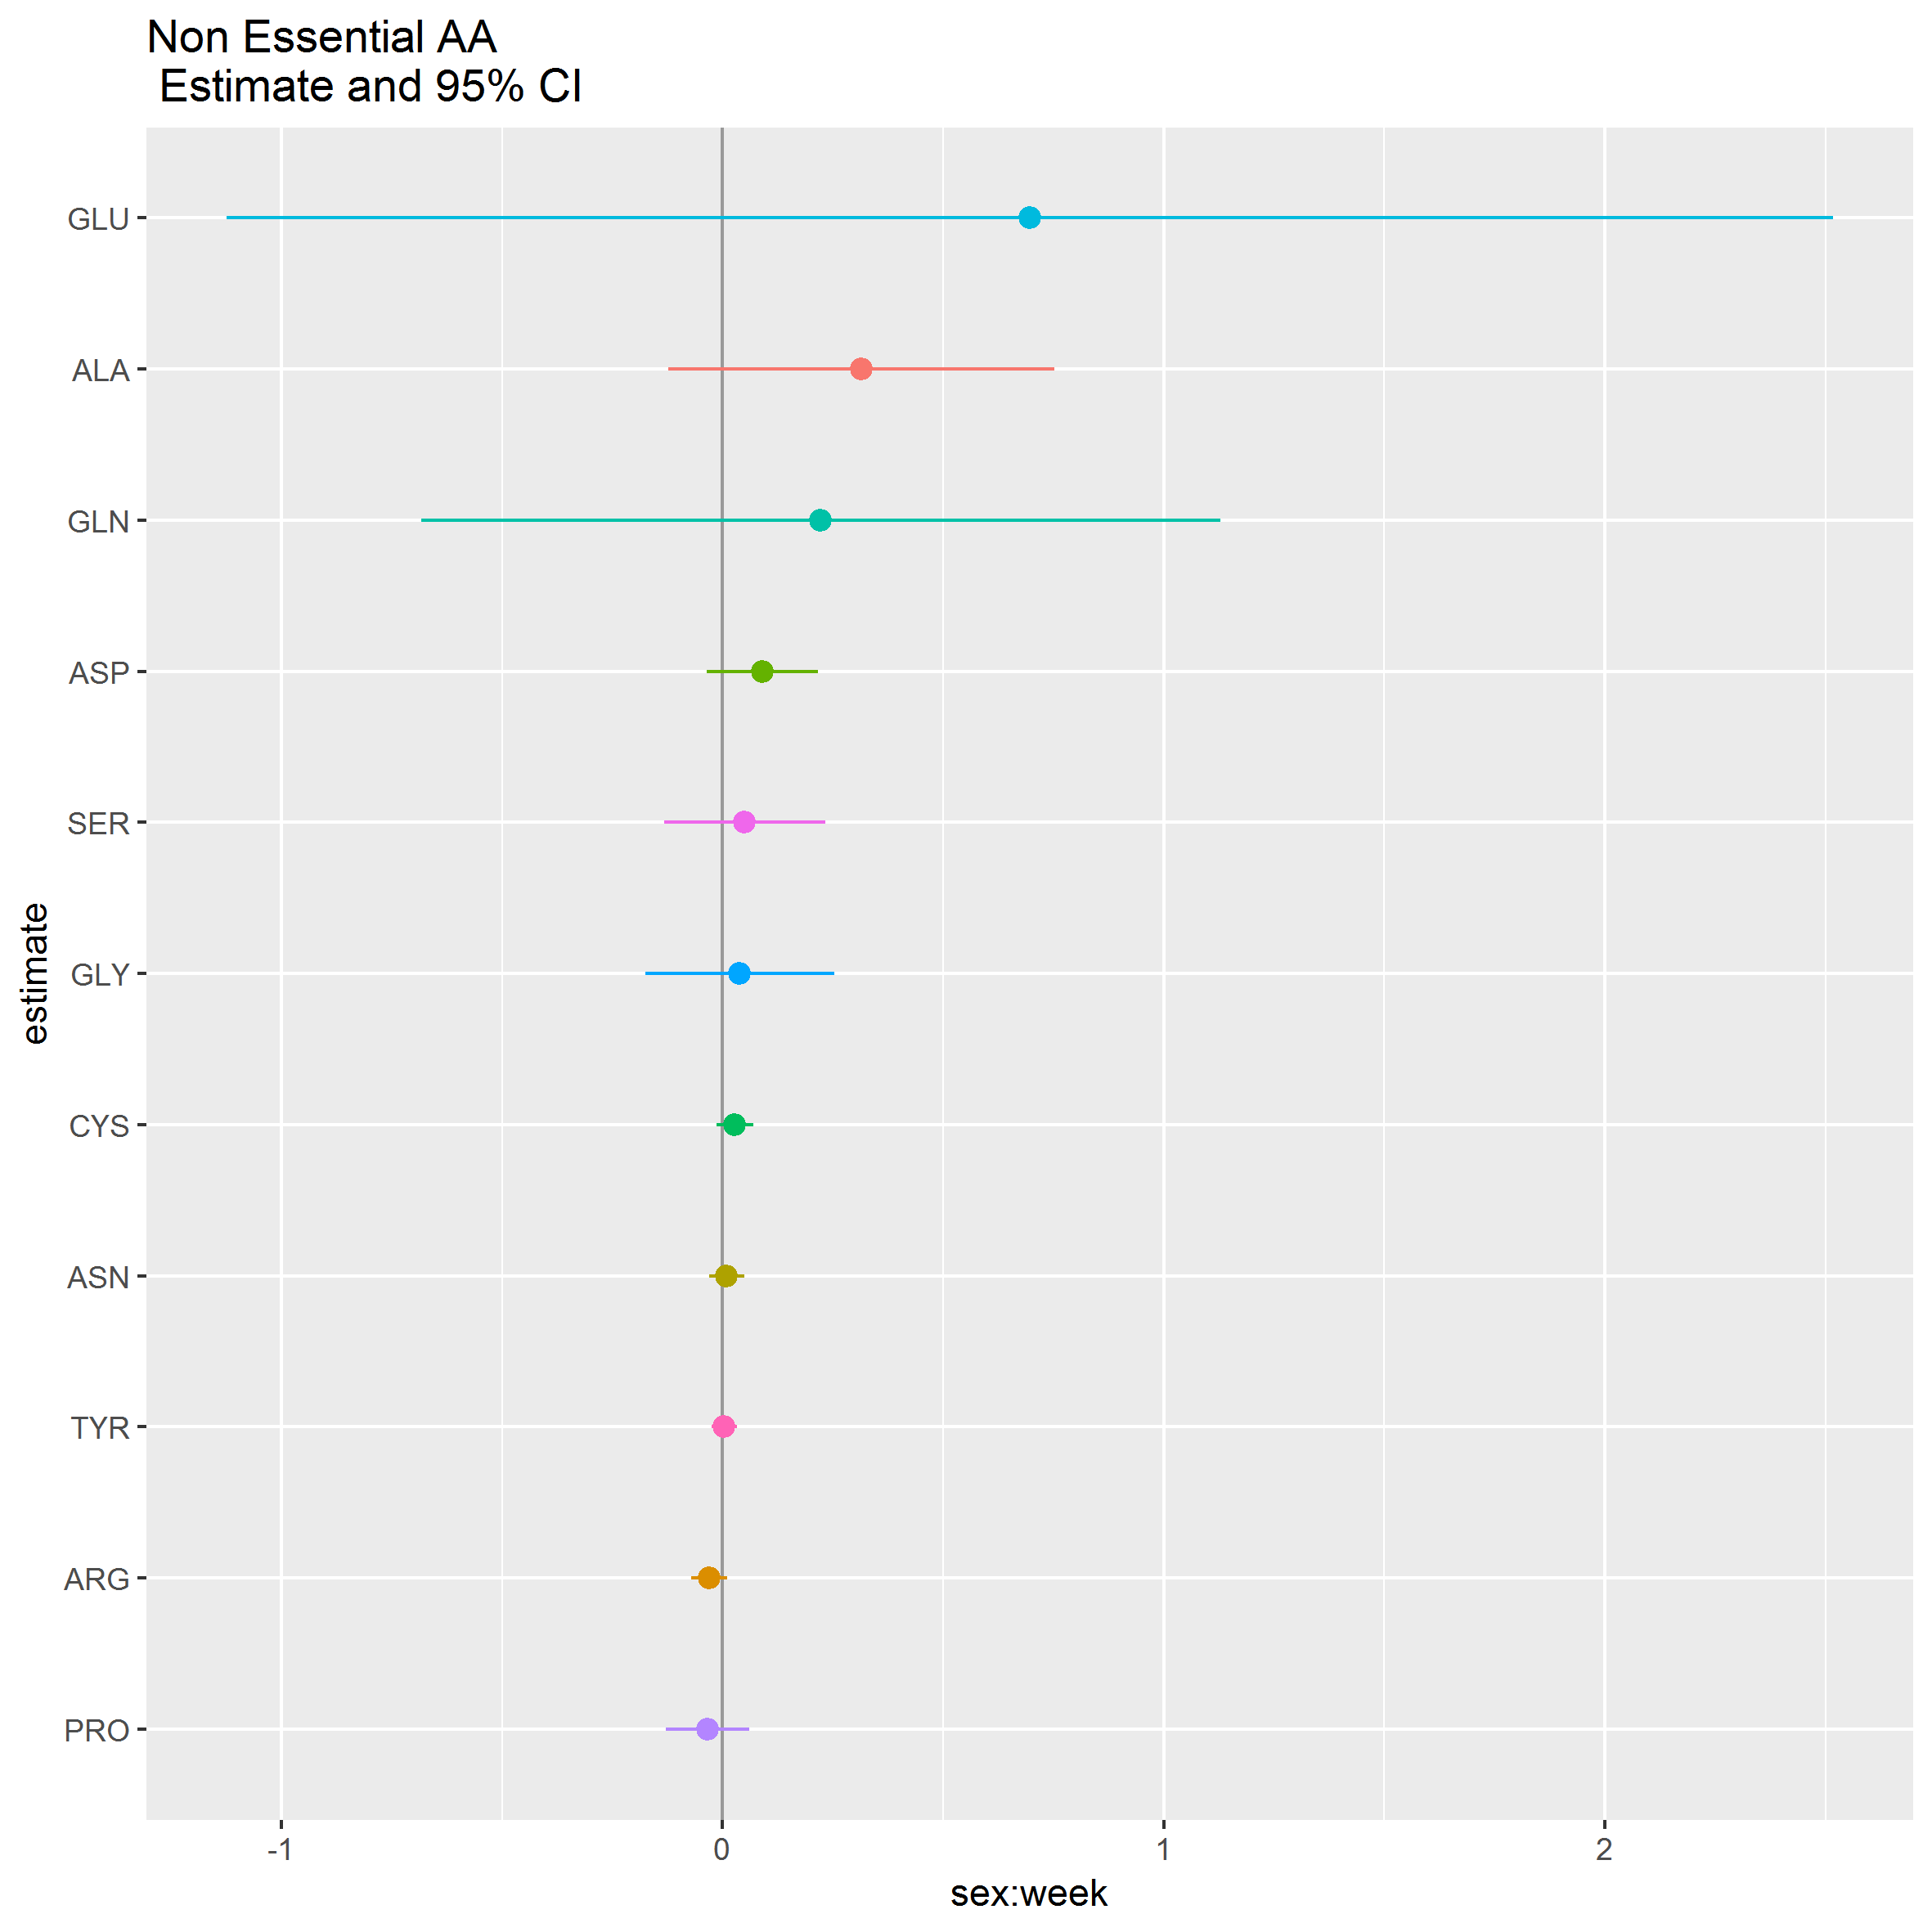 Non Essential AA
Estimate and 95% CI
GLU
ALA
GLN
ASP
SER
GLY
CYS
ASN
TYR
ARG
PRO
estimate
-1 0 1 2
sex:week